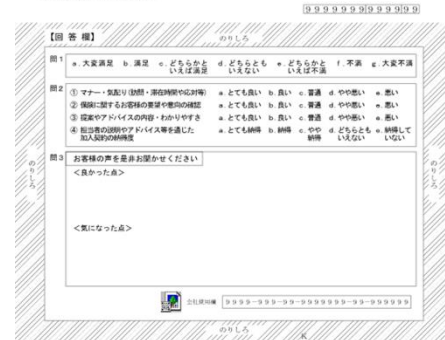 9999999999999
のりしろ
【回 答 欄】
問1 a.大変満足 b.満足 c.どちらかといえば満足 d.どちらともいえない e.どちらかといえば不満 f.不満 g.大変不満
問2 ① マナー・気配り(訪問・滞在時間や応対等) a.とても良い b.良い c.普通 d.やや悪い e.悪い
② 保険に関するお客様の要望や意向の確認 a.とても良い b.良い c.普通 d.やや悪い e.悪い
③ 提案やアドバイスの内容・わかりやすさ a.とても良い b.良い c.普通 d.やや悪い e.悪い
④ 担当者の説明やアドバイス等を通じた加入契約の納得度 a.とても納得 b.納得 c.やや納得 d.どちらともいえない e.納得していない
問3 お客様の声を是非お聞かせください
<良かった点>
のりしろ
のりしろ
<気になった点>
会社使用欄 9999-999-99-9999999-99-999999
のりしろ
K